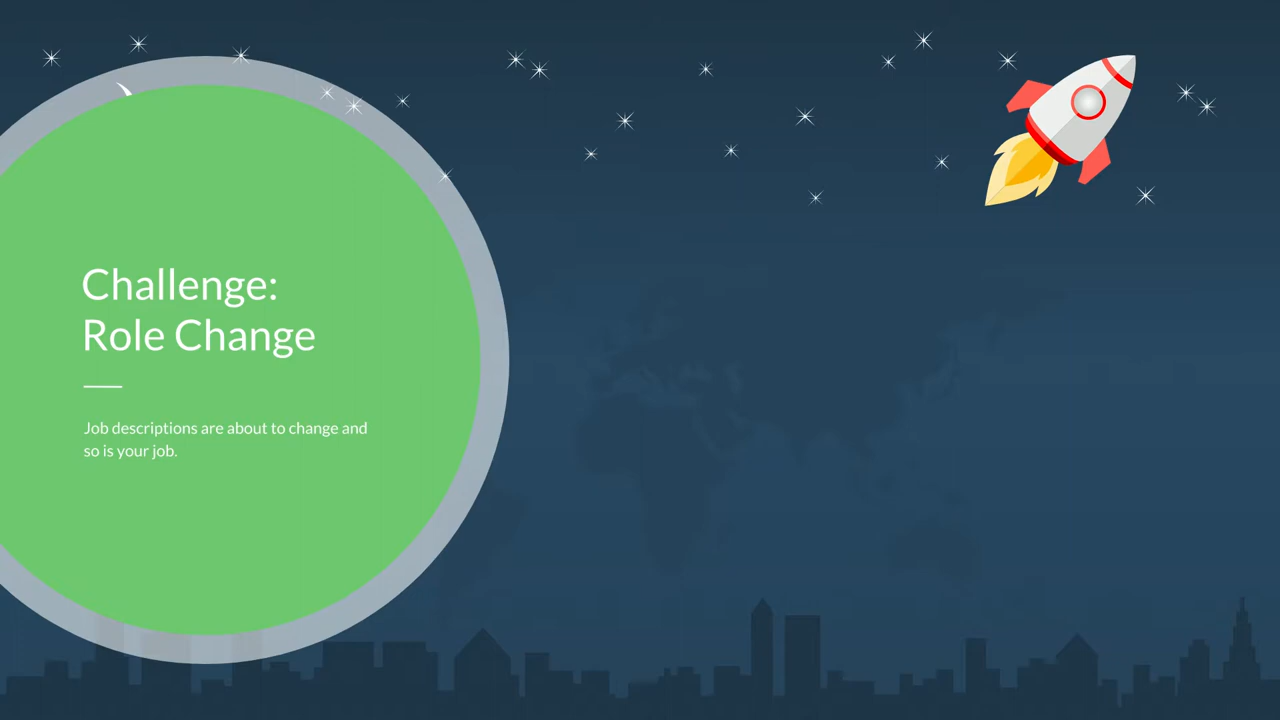 Challenge:
Role Change
Job descriptions are about to change and
so is your job.